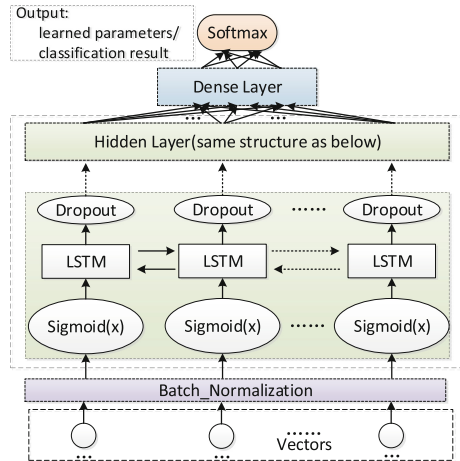 Output:
learned parameters/
classification result
Softmax
Dense Layer
... ...
Hidden Layer(same structure as below)
Dropout Dropout ...... Dropout
LSTM LSTM LSTM
Sigmoid(x) Sigmoid(x) ...... Sigmoid(x)
Batch_Normalization
......
Vectors
... ... ...